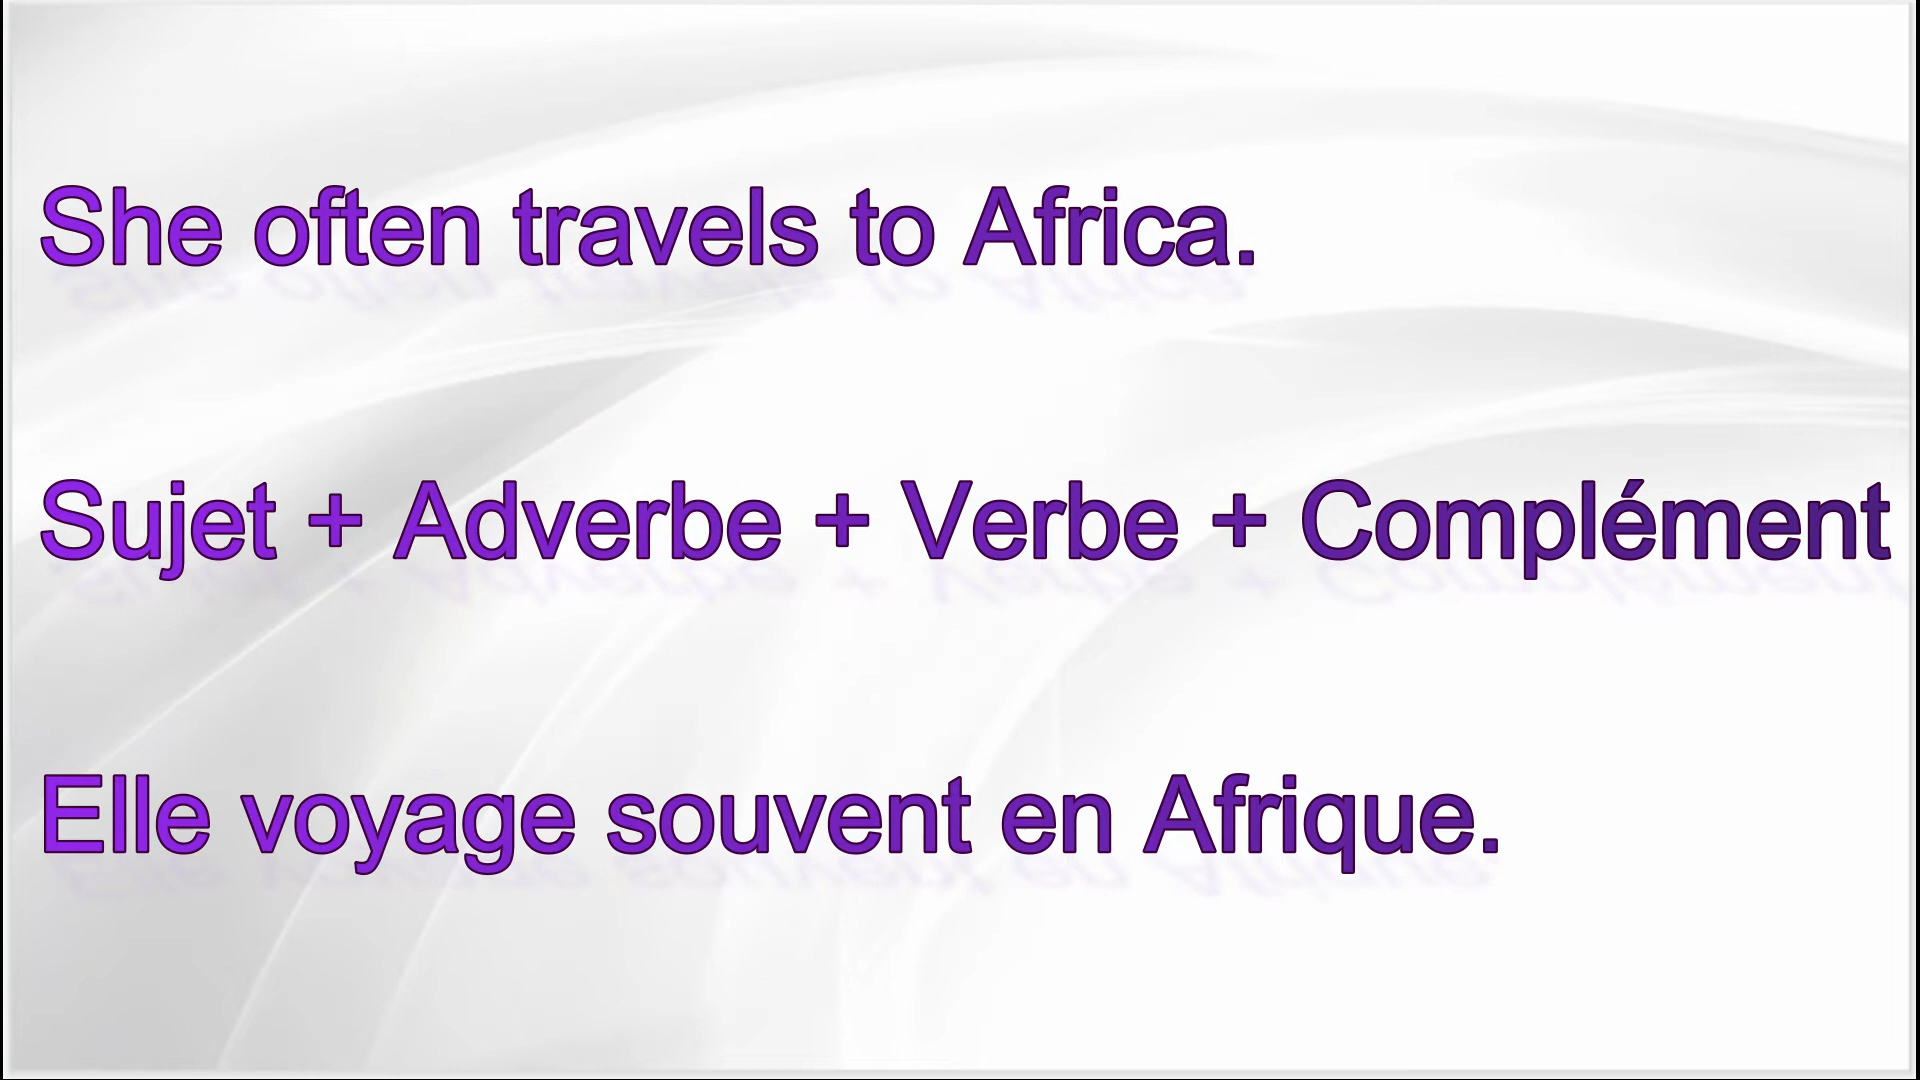 She often travels to Africa.
Sujet + Adverbe + Verbe + Complément
Elle voyage souvent en Afrique.